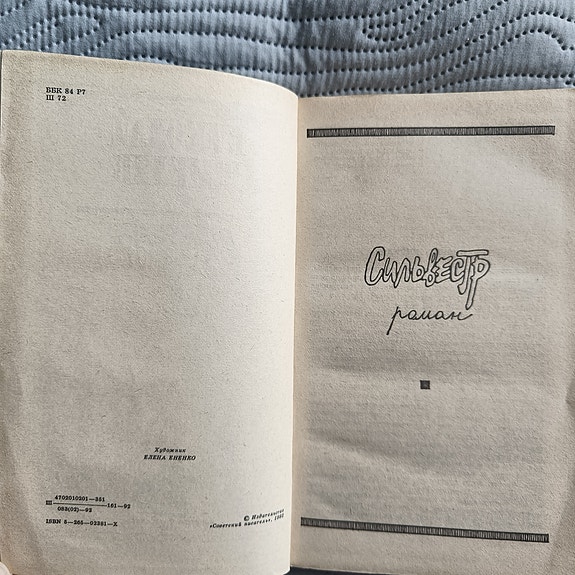 ББК 84 Р7
Ш 72
Художник
ЕЛЕНА ЕНЕНКО
Ш 4702010201—351
083(02)—92 161—92
ISBN 5—265—02381—X
© Издательство
«Советский писатель», 1992
Сильвестр
роман